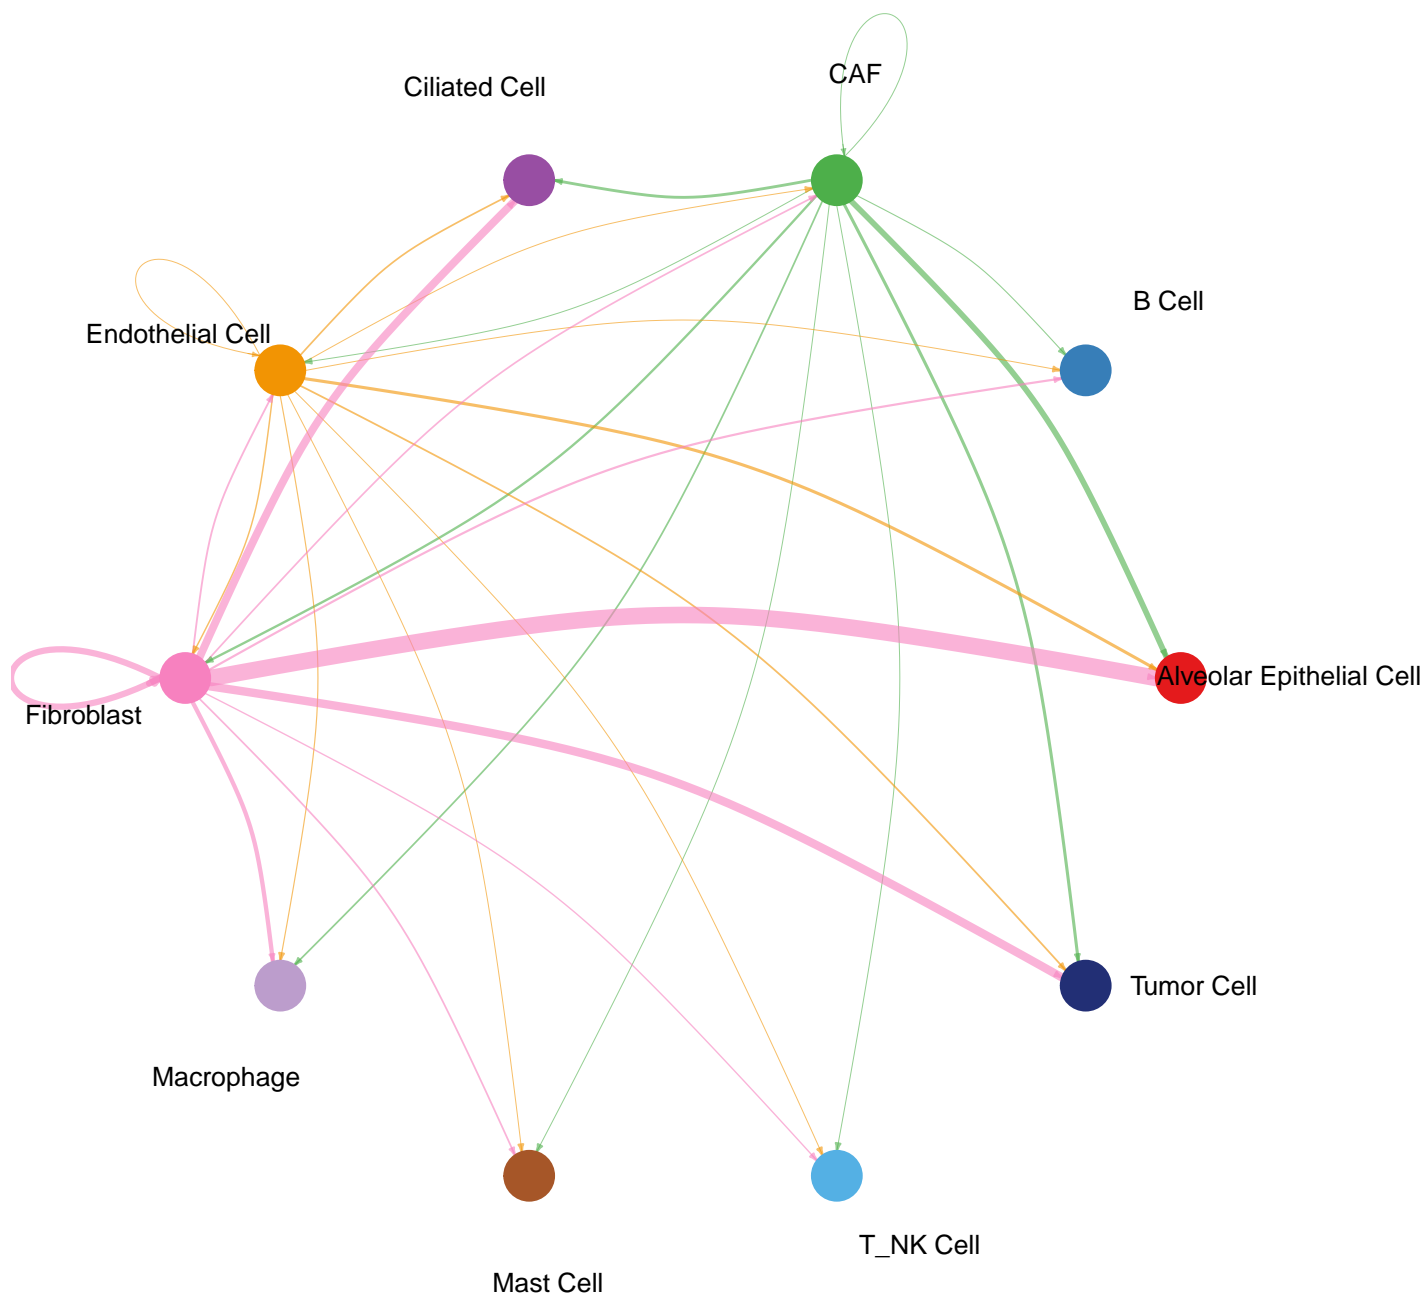 CAF
Ciliated Cell
B Cell
Endothelial Cell
Alveolar Epithelial Cell
Fibroblast
Tumor Cell
Macrophage
T_NK Cell
Mast Cell